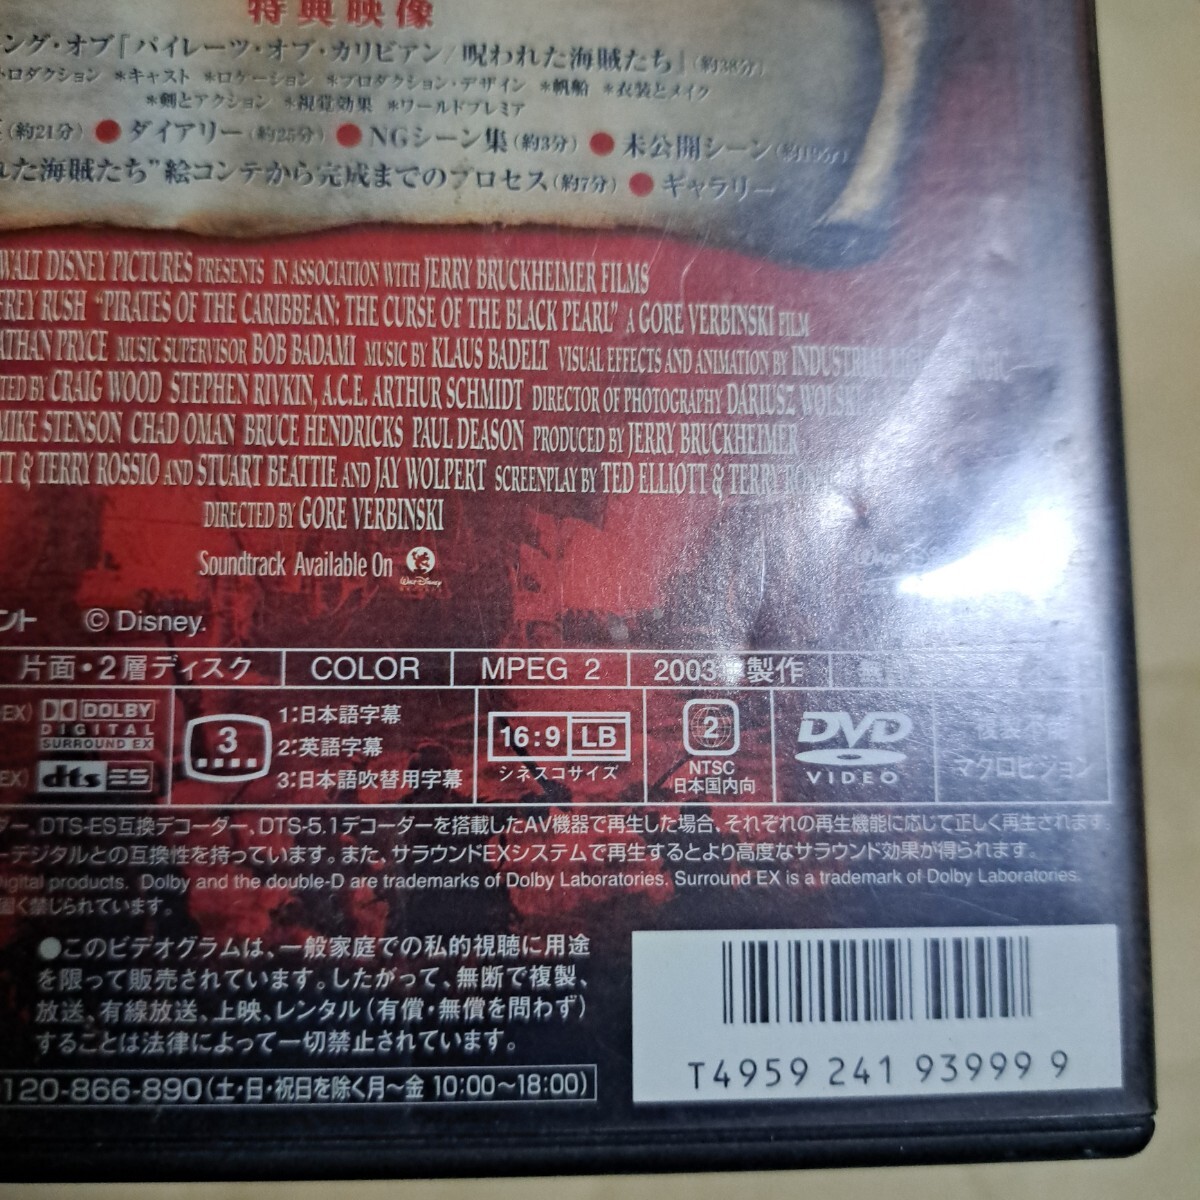 特典映像
ング・オブ『パイレーツ・オブ・カリビアン/呪われた海賊たち』(約38分)
トロダクション *キャスト *ロケーション *プロダクション・デザイン *帆船 *衣装とメイク
*剣とアクション *視覚効果 *ワールドプレミア
(約21分) ●ダイアリー(約25分) ●NGシーン集(約3分) ●未公開シーン(約19分)
れた海賊たち"絵コンテから完成までのプロセス(約7分) ●ギャラリー
WALT DISNEY PICTURES PRESENTS IN ASSOCIATION WITH JERRY BRUCKHEIMER FILMS
FREY RUSH "PIRATES OF THE CARIBBEAN: THE CURSE OF THE BLACK PEARL" A GORE VERBINSKI FILM
ATHAN PRYCE MUSIC SUPERVISOR BOB BADAMI MUSIC BY KLAUS BADELT VISUAL EFFECTS AND ANIMATION BY INDUSTRIAL LIGHT & MAGIC
TED BY CRAIG WOOD STEPHEN RIVKIN, A.C.E. ARTHUR SCHMIDT DIRECTOR OF PHOTOGRAPHY DARIUSZ WOLSKI
MIKE STENSON CHAD OMAN BRUCE HENDRICKS PAUL DEASON PRODUCED BY JERRY BRUCKHEIMER
TT & TERRY ROSSIO AND STUART BEATTIE AND JAY WOLPERT SCREENPLAY BY TED ELLIOTT & TERRY ROSSIO
DIRECTED BY GORE VERBINSKI
Soundtrack Available On WALT DISNEY
ント © Disney.
片面・2層ディスク COLOR MPEG 2 2003年製作
EX) DOLBY DIGITAL SURROUND EX
EX) dts ES
3
1:日本語字幕
2:英語字幕
3:日本語吹替用字幕
16:9 LB
シネスコサイズ
2
NTSC
日本国内向
DVD
VIDEO
複製不能
マクロビジョン
ダー、DTS-ES互換デコーダー、DTS-5.1デコーダーを搭載したAV機器で再生した場合、それぞれの再生機能に応じて正しく再生されます。
ーデジタルとの互換性を持っています。また、サラウンドEXシステムで再生するとより高度なサラウンド効果が得られます。
Digital products. Dolby and the double-D are trademarks of Dolby Laboratories. Surround EX is a trademark of Dolby Laboratories.
固く禁じられています。
●このビデオグラムは、一般家庭での私的視聴に用途
を限って販売されています。したがって、無断で複製、
放送、有線放送、上映、レンタル(有償・無償を問わず)
することは法律によって一切禁止されています。
0120-866-890(土・日・祝日を除く月～金 10:00～18:00)
T4959 241 93999 9